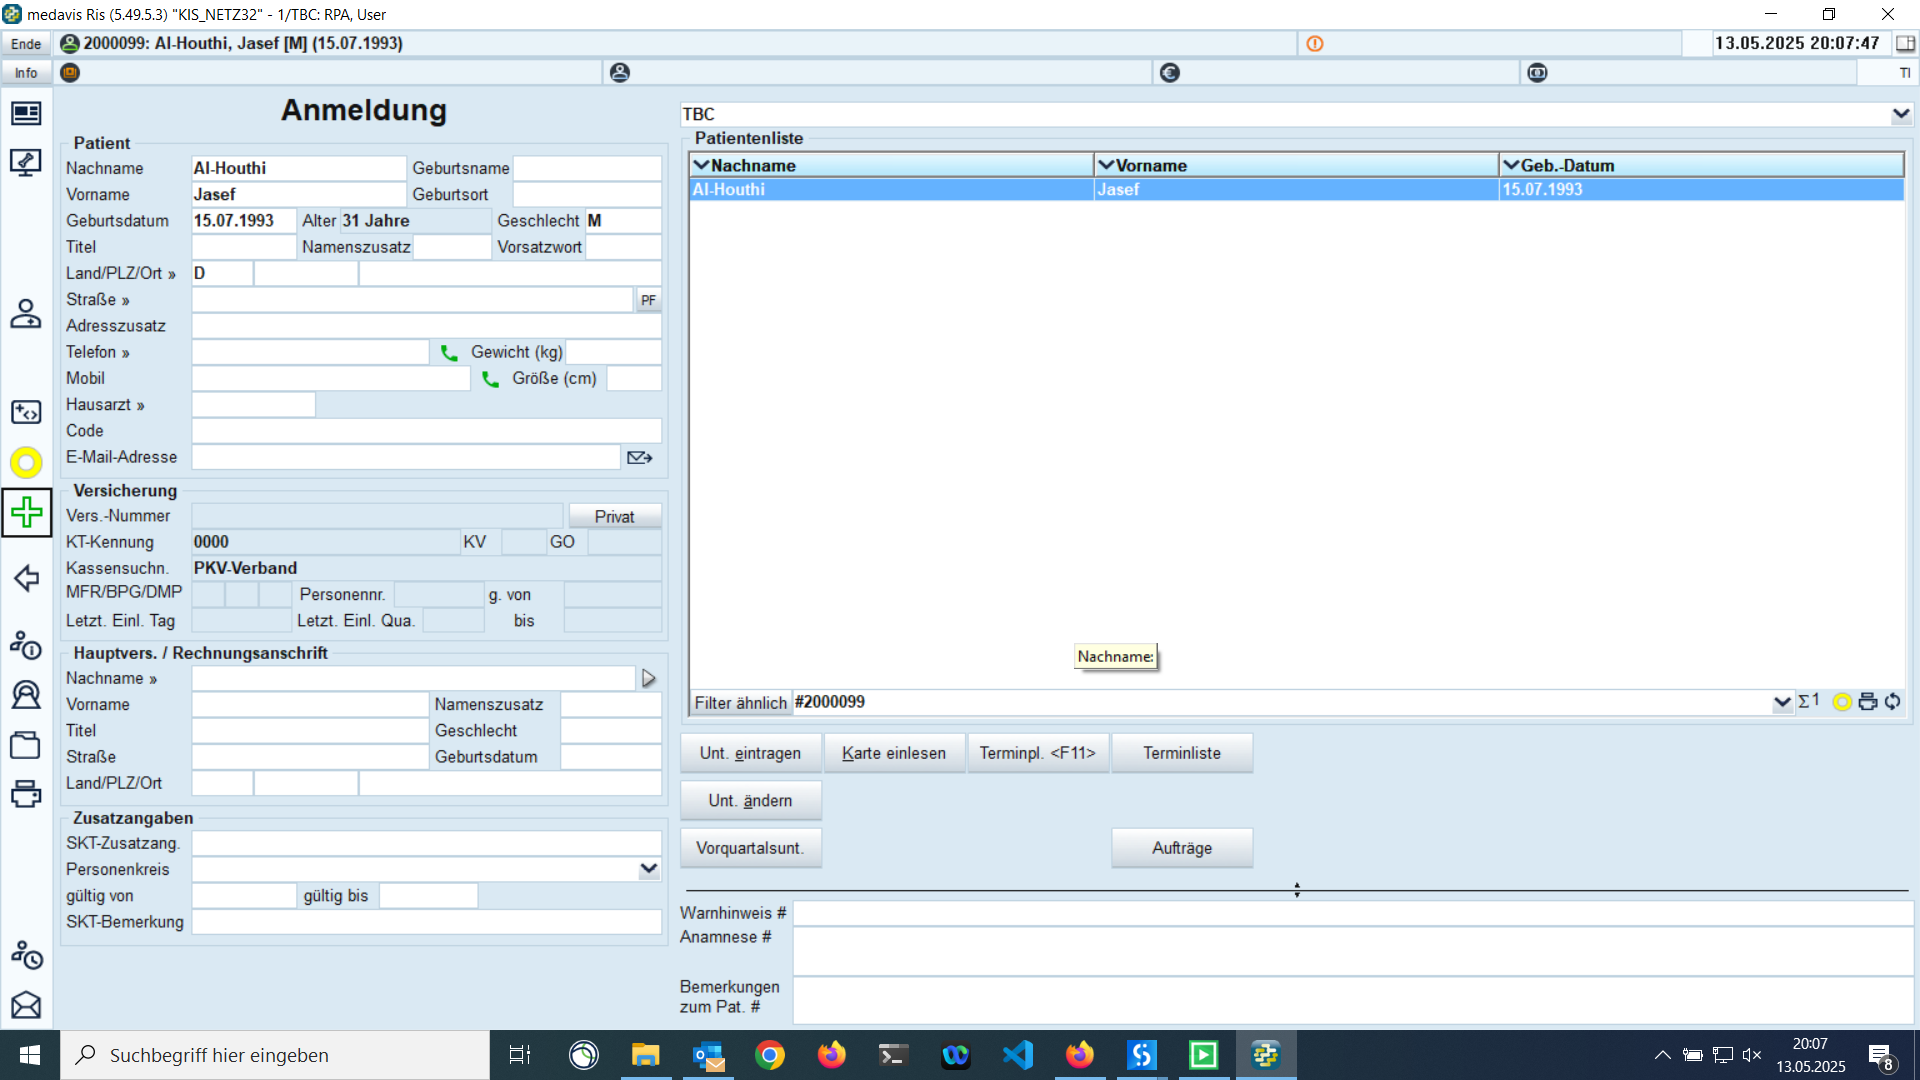 medavis Ris (5.49.5.3) "KIS_NETZ32" - 1/TBC: RPA, User
Ende
2000099: Al-Houthi, Jasef [M] (15.07.1993)
13.05.2025 20:07:47
Info
TI
Anmeldung
TBC
Patient
Nachname Al-Houthi Geburtsname
Vorname Jasef Geburtsort
Geburtsdatum 15.07.1993 Alter 31 Jahre Geschlecht M
Titel Namenszusatz Vorsatzwort
Land/PLZ/Ort » D
Straße » PF
Adresszusatz
Telefon » Gewicht (kg)
Mobil Größe (cm)
Hausarzt »
Code
E-Mail-Adresse
Versicherung
Vers.-Nummer Privat
KT-Kennung 0000 KV GO
Kassensuchn. PKV-Verband
MFR/BPG/DMP Personennr. g. von
Letzt. Einl. Tag Letzt. Einl. Qua. bis
Hauptvers. / Rechnungsanschrift
Nachname »
Vorname Namenszusatz
Titel Geschlecht
Straße Geburtsdatum
Land/PLZ/Ort
Zusatzangaben
SKT-Zusatzang.
Personenkreis
gültig von gültig bis
SKT-Bemerkung
Patientenliste
Nachname Vorname Geb.-Datum
Al-Houthi Jasef 15.07.1993
Nachname:
Filter ähnlich #2000099 Σ 1
Unt. eintragen Karte einlesen Terminpl. <F11> Terminliste
Unt. ändern
Vorquartalsunt. Aufträge
Warnhinweis #
Anamnese #
Bemerkungen
zum Pat. #
Suchbegriff hier eingeben
20:07
13.05.2025
8